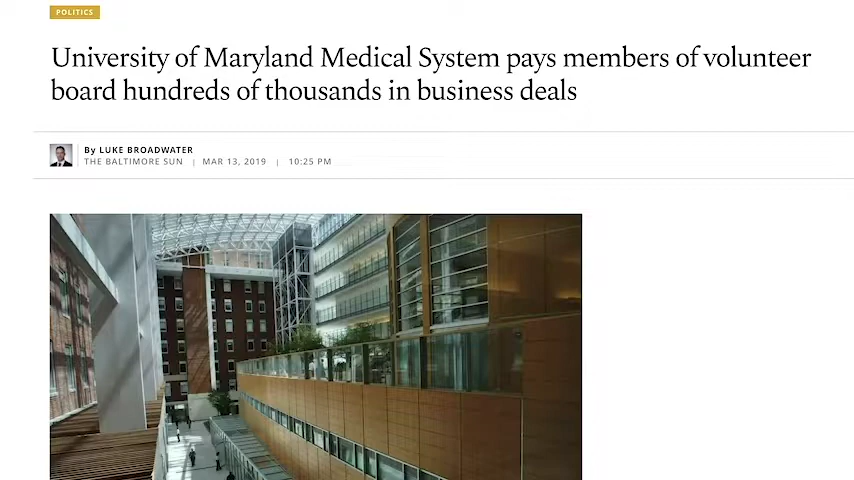 POLITICS
University of Maryland Medical System pays members of volunteer
board hundreds of thousands in business deals
By LUKE BROADWATER
THE BALTIMORE SUN | MAR 13, 2019 | 10:25 PM